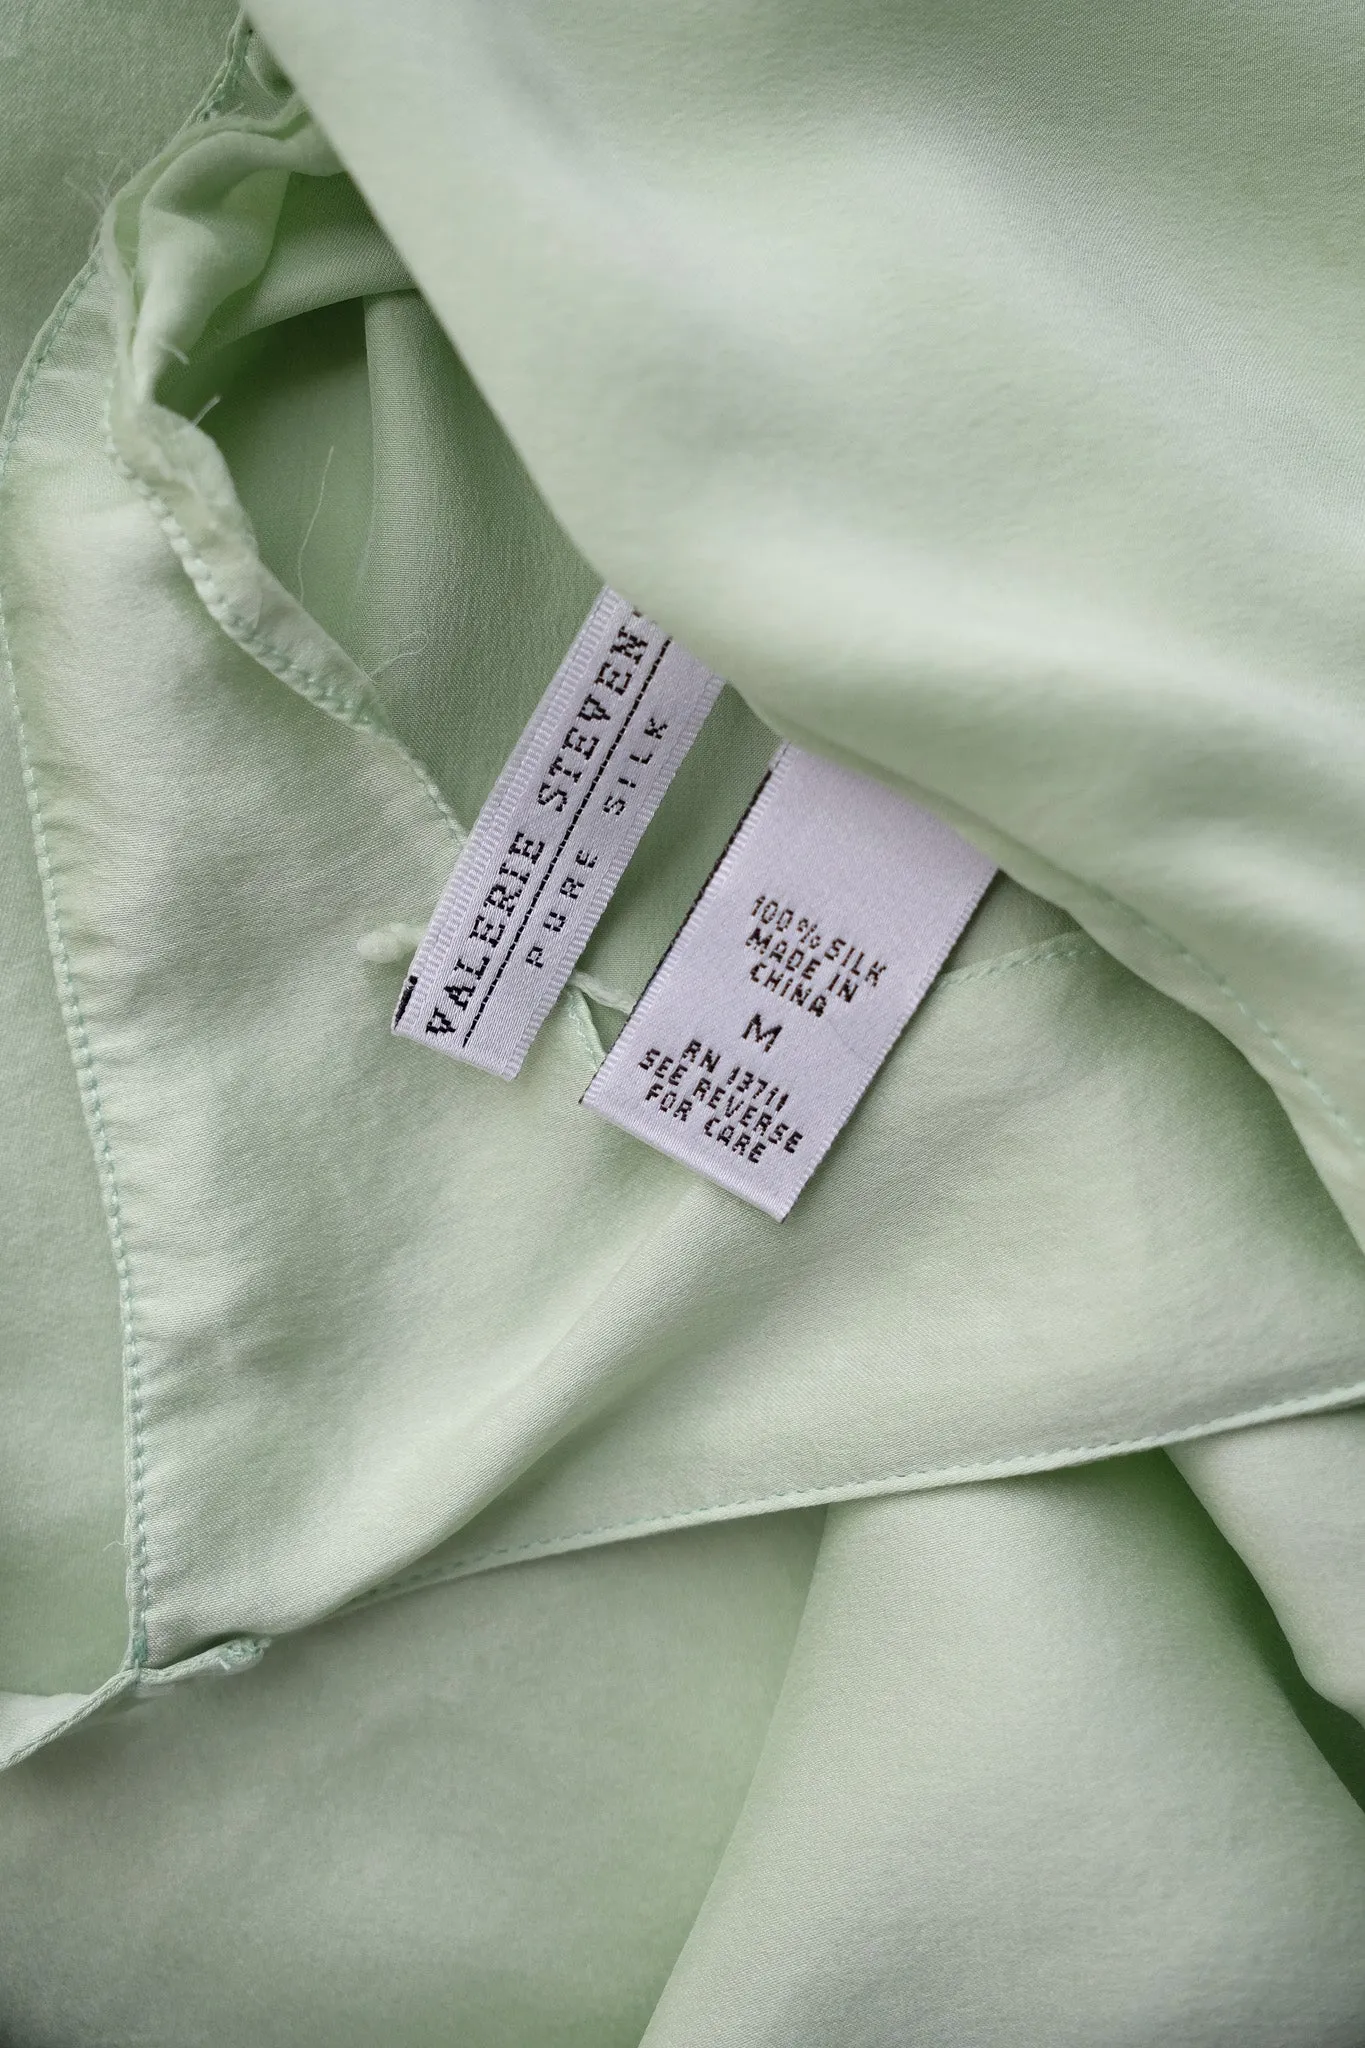 VALERIE STEVEN
PURE SILK
100% SILK
MADE IN
CHINA
M
RN 13711
SEE REVERSE
FOR CARE